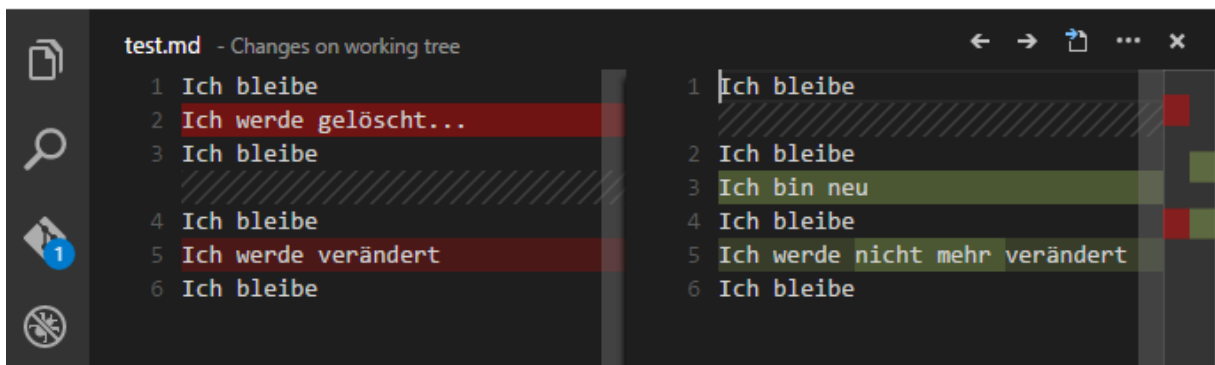 test.md - Changes on working tree
1 Ich bleibe
2 Ich werde gelöscht...
3 Ich bleibe
4 Ich bleibe
5 Ich werde verändert
6 Ich bleibe
1 Ich bleibe
2 Ich bleibe
3 Ich bin neu
4 Ich bleibe
5 Ich werde nicht mehr verändert
6 Ich bleibe
1